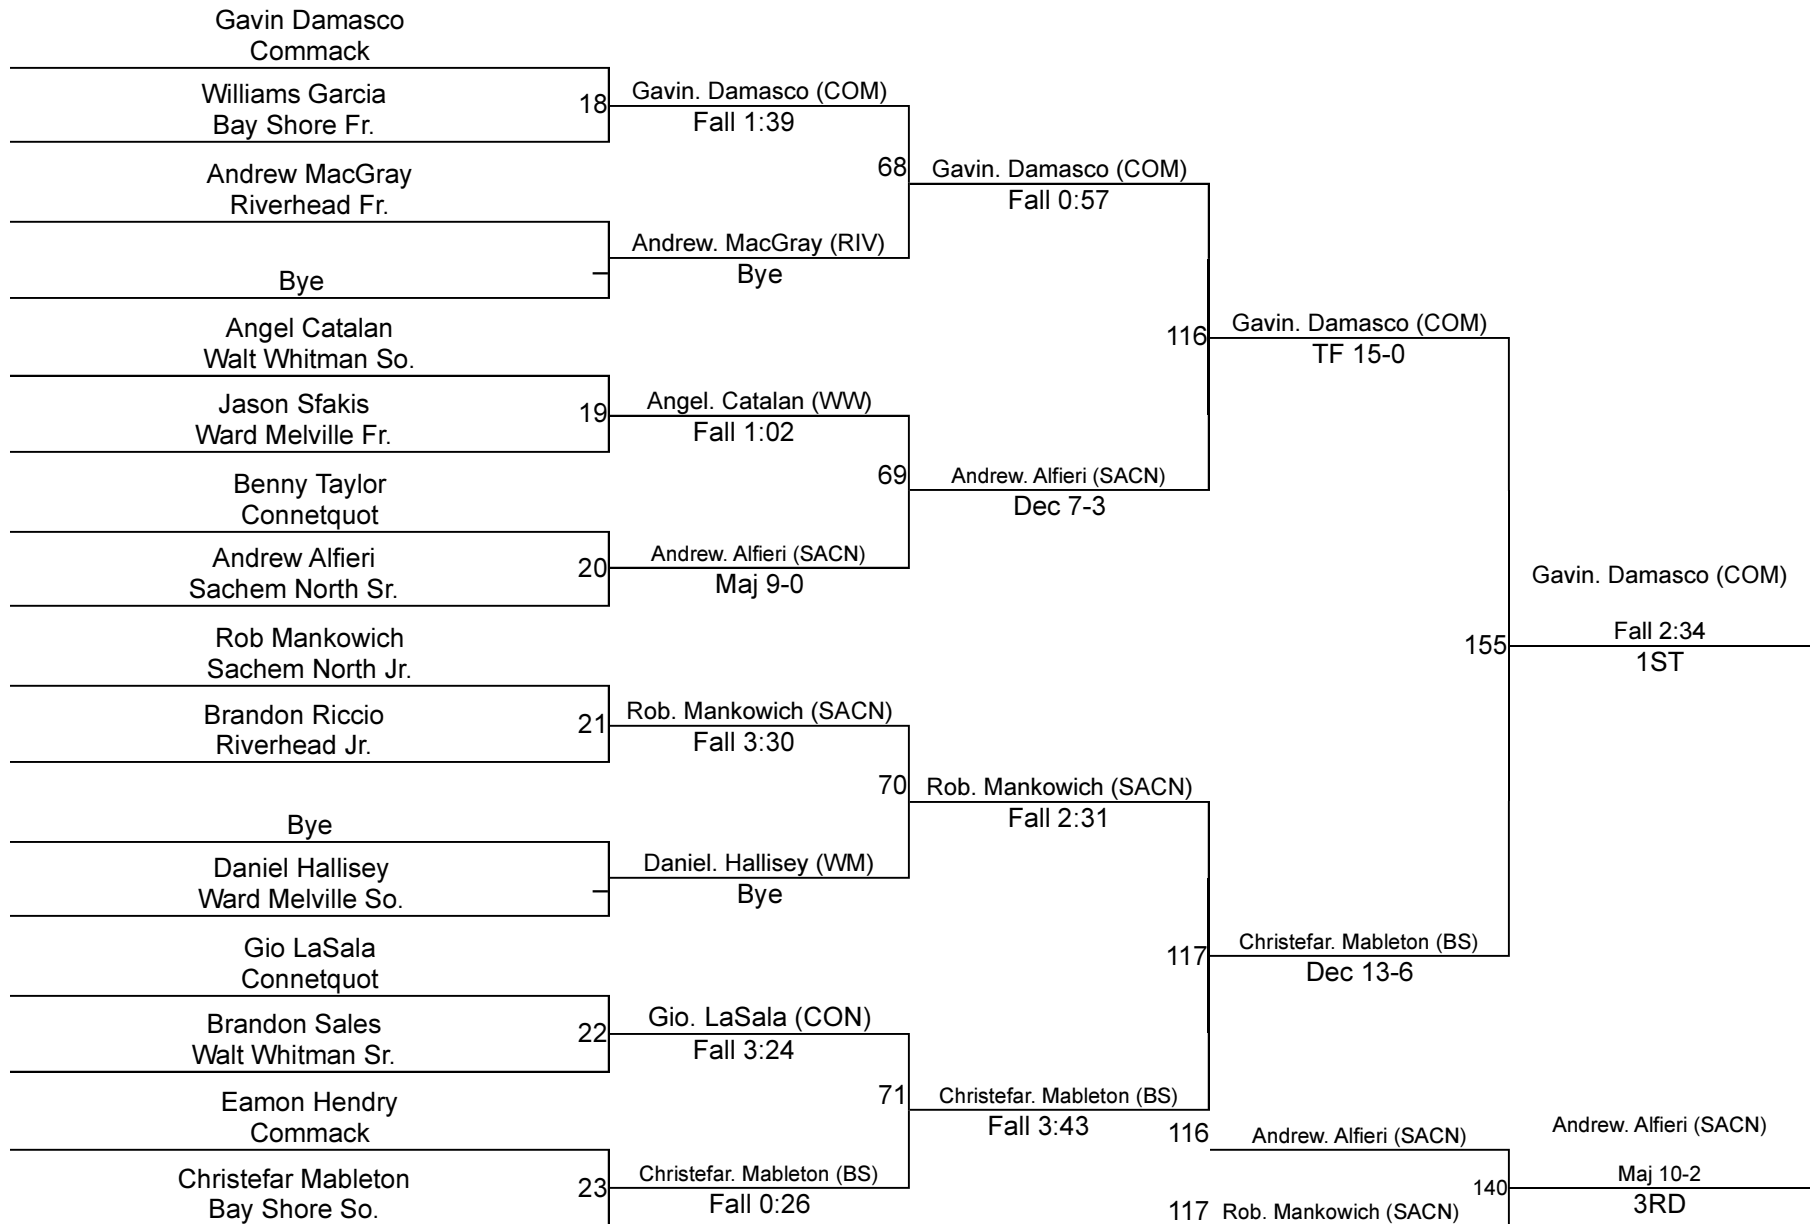 Gavin Damasco
Commack
Williams Garcia
Bay Shore Fr.
18
Gavin. Damasco (COM)
Fall 1:39
Andrew MacGray
Riverhead Fr.
68
Gavin. Damasco (COM)
Fall 0:57
Bye
–
Andrew. MacGray (RIV)
Bye
Angel Catalan
Walt Whitman So.
116
Gavin. Damasco (COM)
TF 15-0
Jason Sfakis
Ward Melville Fr.
19
Angel. Catalan (WW)
Fall 1:02
Benny Taylor
Connetquot
69
Andrew. Alfieri (SACN)
Dec 7-3
Andrew Alfieri
Sachem North Sr.
20
Andrew. Alfieri (SACN)
Maj 9-0
Gavin. Damasco (COM)
Rob Mankowich
Sachem North Jr.
155
Fall 2:34
1ST
Brandon Riccio
Riverhead Jr.
21
Rob. Mankowich (SACN)
Fall 3:30
70
Rob. Mankowich (SACN)
Fall 2:31
Bye
Daniel Hallisey
Ward Melville So.
–
Daniel. Hallisey (WM)
Bye
Gio LaSala
Connetquot
117
Christefar. Mableton (BS)
Dec 13-6
Brandon Sales
Walt Whitman Sr.
22
Gio. LaSala (CON)
Fall 3:24
Eamon Hendry
Commack
71
Christefar. Mableton (BS)
Fall 3:43
116
Andrew. Alfieri (SACN)
Andrew. Alfieri (SACN)
Christefar Mableton
Bay Shore So.
23
Christefar. Mableton (BS)
Fall 0:26
140
Maj 10-2
3RD
117
Rob. Mankowich (SACN)